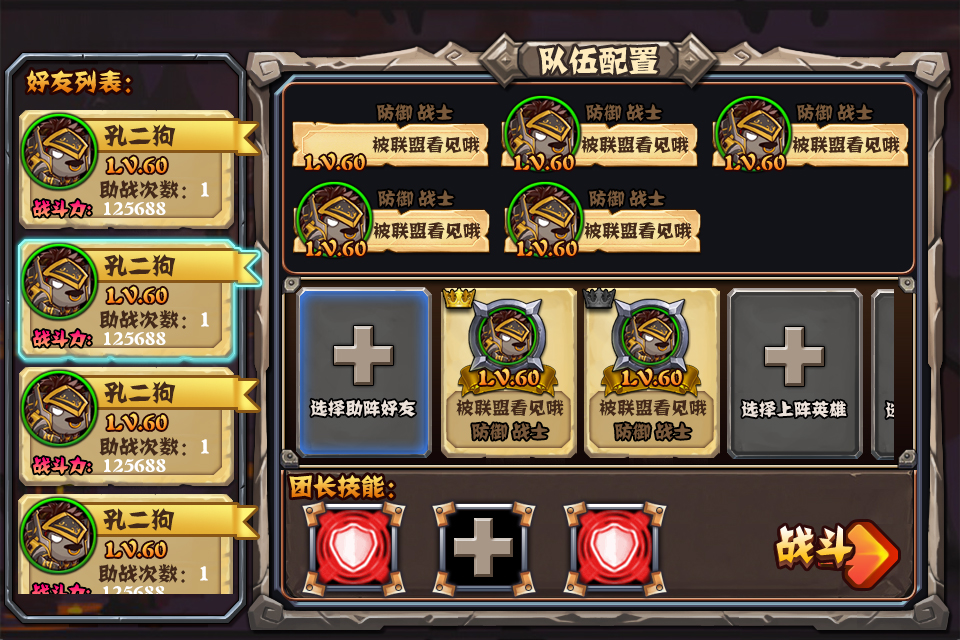 队伍配置
好友列表:
孔二狗
LV.60
助战次数: 1
战斗力: 125688
孔二狗
LV.60
助战次数: 1
战斗力: 125688
孔二狗
LV.60
助战次数: 1
战斗力: 125688
孔二狗
LV.60
助战次数: 1
战斗力: 125688
防御 战士
被联盟看见哦
LV.60
防御 战士
被联盟看见哦
LV.60
防御 战士
被联盟看见哦
LV.60
防御 战士
被联盟看见哦
LV.60
防御 战士
被联盟看见哦
LV.60
选择助阵好友
LV.60
被联盟看见哦
防御 战士
LV.60
被联盟看见哦
防御 战士
选择上阵英雄
团长技能:
战斗